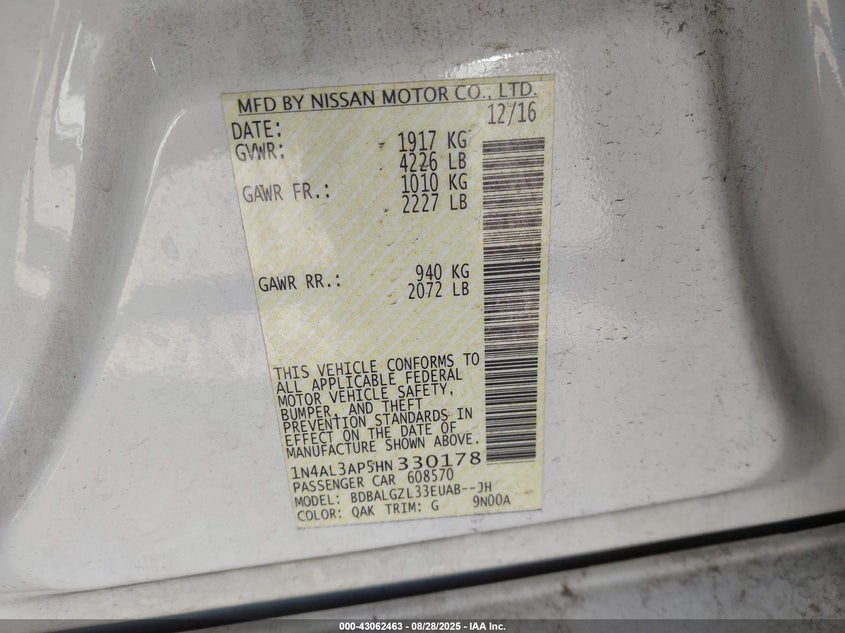 MFD BY NISSAN MOTOR CO., LTD.
DATE: 12/16
GVWR: 1917 KG
4226 LB
GAWR FR.: 1010 KG
2227 LB
GAWR RR.: 940 KG
2072 LB
THIS VEHICLE CONFORMS TO
ALL APPLICABLE FEDERAL
MOTOR VEHICLE SAFETY,
BUMPER, AND THEFT
PREVENTION STANDARDS IN
EFFECT ON THE DATE OF
MANUFACTURE SHOWN ABOVE.
1N4AL3AP5HN330178
PASSENGER CAR 608570
MODEL: BDBALGZL33EUAB--JH
COLOR: QAK TRIM: G 9N00A
000-43062463 - 08/28/2025 - IAA Inc.